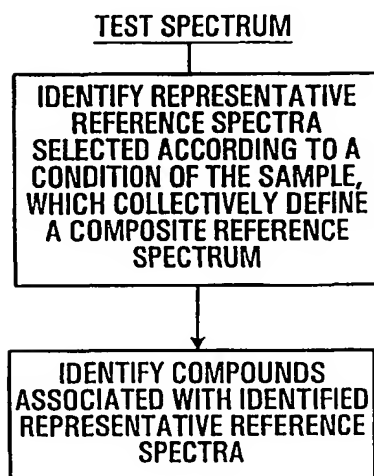 TEST SPECTRUM
IDENTIFY REPRESENTATIVE
REFERENCE SPECTRA
SELECTED ACCORDING TO A
CONDITION OF THE SAMPLE,
WHICH COLLECTIVELY DEFINE
A COMPOSITE REFERENCE
SPECTRUM
IDENTIFY COMPOUNDS
ASSOCIATED WITH IDENTIFIED
REPRESENTATIVE REFERENCE
SPECTRA